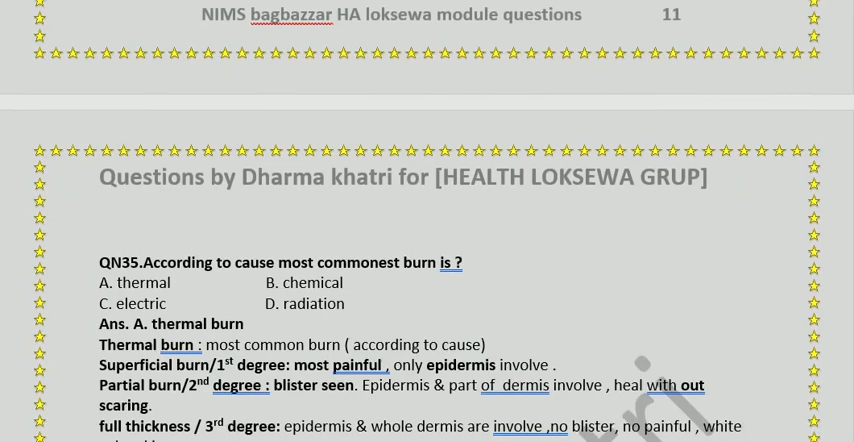 NIMS bagbazzar HA loksewa module questions 11
Questions by Dharma khatri for [HEALTH LOKSEWA GRUP]
QN35.According to cause most commonest burn is ?
A. thermal B. chemical
C. electric D. radiation
Ans. A. thermal burn
Thermal burn : most common burn ( according to cause)
Superficial burn/1st degree: most painful , only epidermis involve .
Partial burn/2nd degree : blister seen. Epidermis & part of dermis involve , heal with out
scaring.
full thickness / 3rd degree: epidermis & whole dermis are involve ,no blister, no painful , white